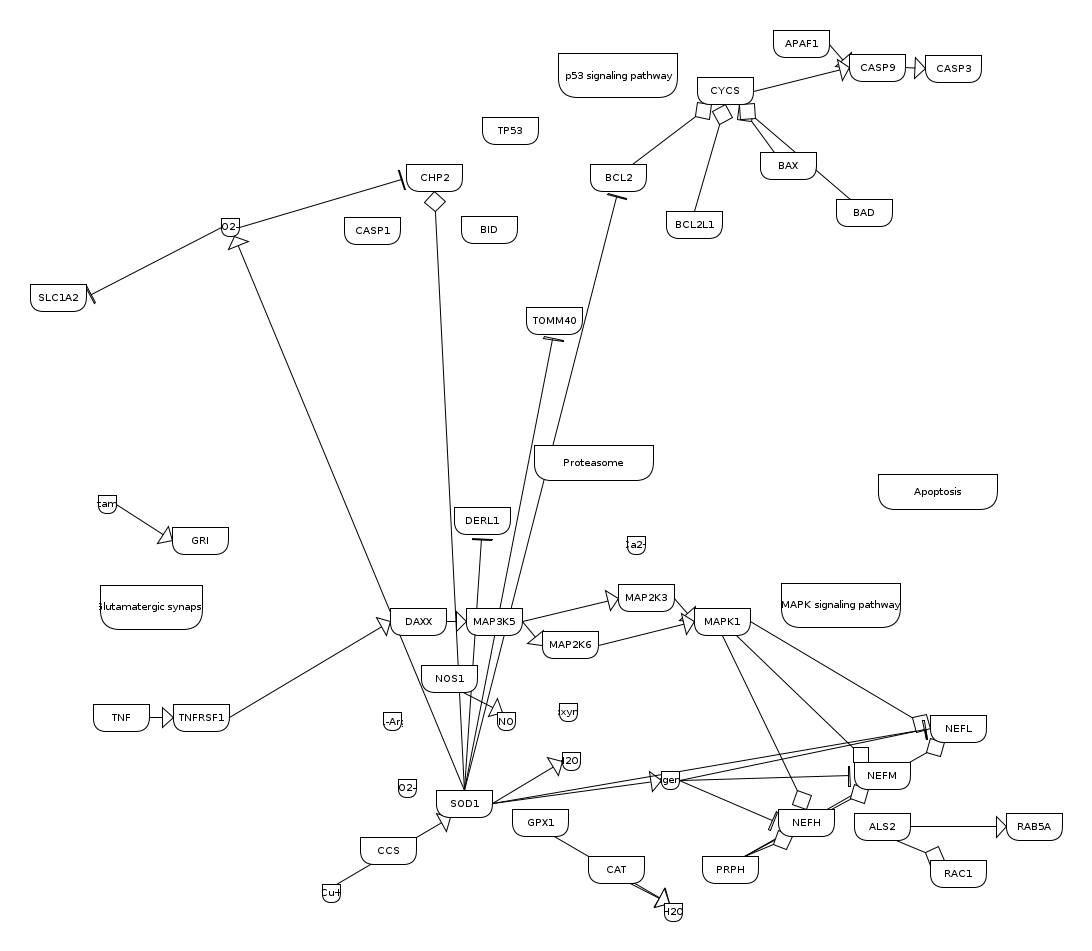 APAF1
CASP9
CASP3
p53 signaling pathway
CYCS
TP53
BAX
CHP2
BCL2
BAD
O2-
CASP1
BID
BCL2L1
SLC1A2
TOMM40
Proteasome
Apoptosis
tam
GRI
DERL1
Ca2+
lutamatergic synaps
MAP2K3
MAPK signaling pathway
DAXX
MAP3K5
MAPK1
MAP2K6
NOS1
TNF
TNFRSF1
L-Ar
NO
oxyn
NEFL
H2O
gen
NEFM
O2-
SOD1
GPX1
NEFH
ALS2
RAB5A
CCS
CAT
PRPH
RAC1
Cu+
H2O